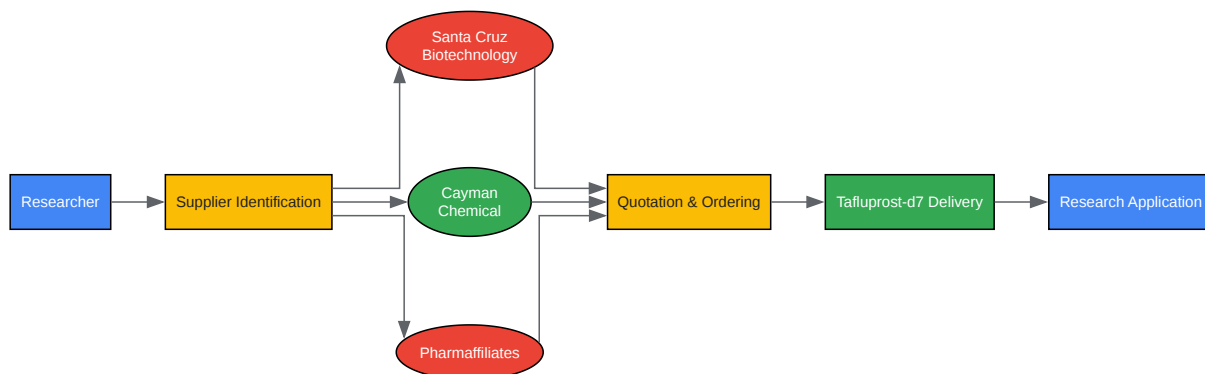 Santa Cruz
Biotechnology
Researcher
Supplier Identification
Cayman
Chemical
Quotation & Ordering
Tafluprost-d7 Delivery
Research Application
Pharmaffiliates